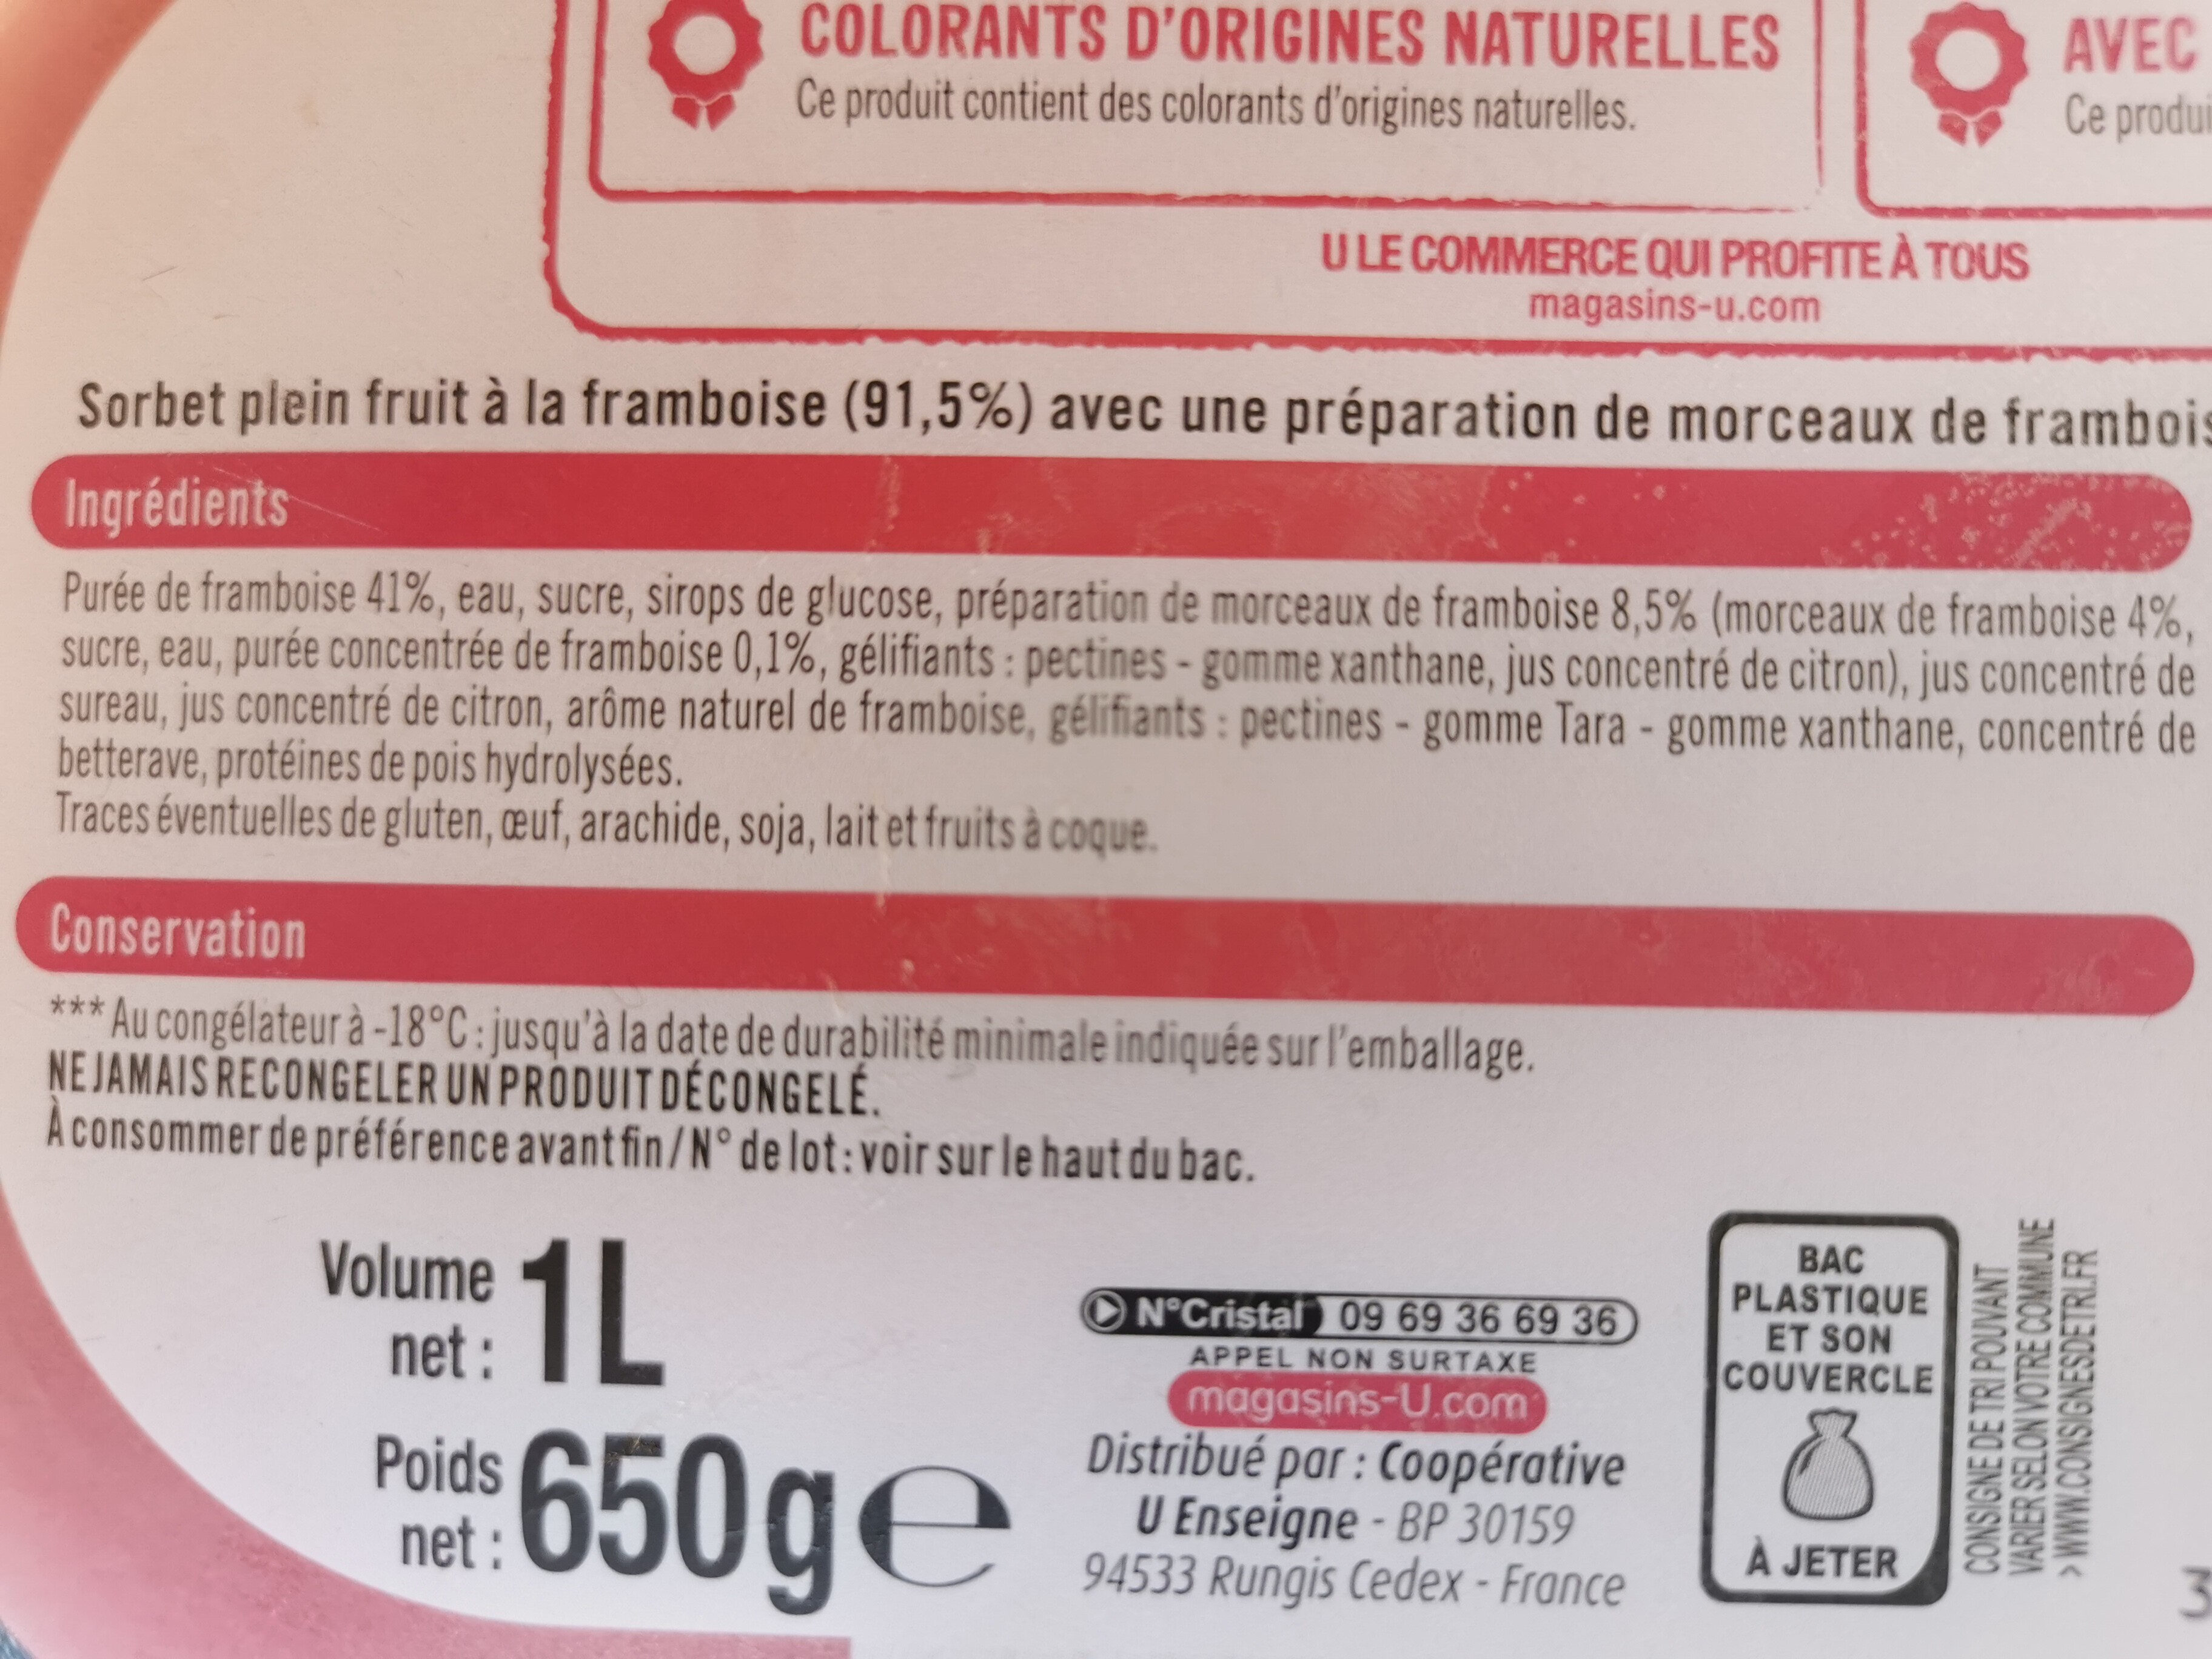 COLORANTS D'ORIGINES NATURELLES
Ce produit contient des colorants d'origines naturelles.
AVEC
Ce
U LE COMMERCE QUI PROFITE À TOUS
magasins-u.com
Sorbet plein fruit à la framboise (91,5%) avec une préparation de morceaux de
Ingrédients
Purée de framboise 41%, eau, sucre, sirops de glucose, préparation de morceaux de framboise 8,5% (morceaux de framboise 4%,
sucre, eau, purée concentrée de framboise 0,1%, gélifiants : pectines - gomme xanthane, jus concentré de citron), jus concentré de
sureau, jus concentré de citron, arôme naturel de framboise, gélifiants : pectines - gomme Tara - gomme xanthane, concentré de
betterave, protéines de pois hydrolysées.
Traces éventuelles de gluten, œuf, arachide, soja, lait et fruits à coque.
Conservation
*** Au congélateur à -18°C : jusqu'à la date de durabilité minimale indiquée sur l'emballage.
NE JAMAIS RECONGELER UN PRODUIT DÉCONGELÉ.
À consommer de préférence avant fin / N° de lot : voir sur le haut du bac.
Volume net : 1L
Poids net : 650g e
N°Cristal 09 69 36 69 36
APPEL NON SURTAXE
magasins-U.com
Distribué par : Coopérative
U Enseigne - BP 30159
94533 Rungis Cedex - France
BAC
PLASTIQUE
ET SON
COUVERCLE
À JETER
CONSIGNE DE TRI POUVANT
VARIER SELON VOTRE COMMUNE
> WWW.CONSIGNESDETRI.FR
3